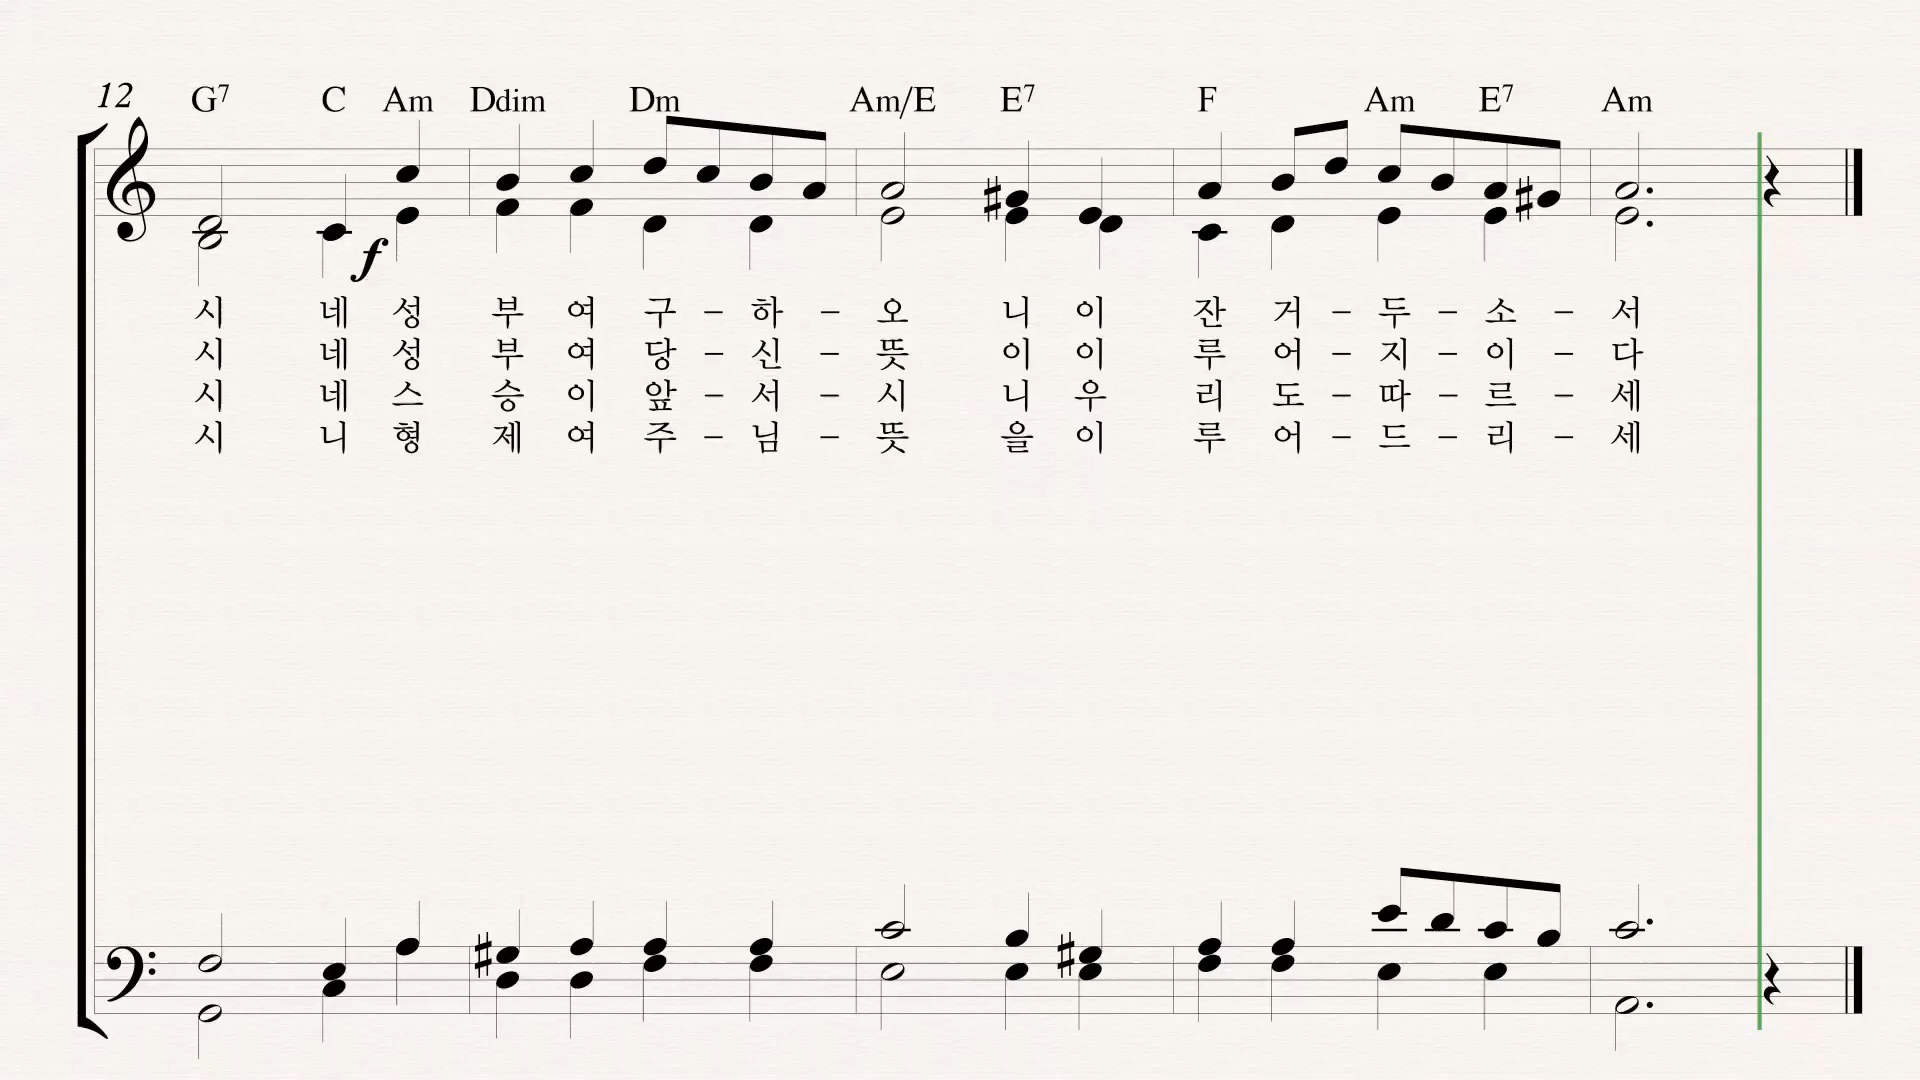 12 G7 C Am Ddim Dm Am/E E7 F Am E7 Am
f
시 네 성 부 여 구 - 하 - 오 니 이 잔 거 - 두 - 소 - 서
시 네 성 부 여 당 - 신 - 뜻 이 이 루 어 - 지 - 이 - 다
시 네 스 승 이 앞 - 서 - 시 니 우 리 도 - 따 - 르 - 세
시 니 형 제 여 주 - 님 - 뜻 을 이 루 어 - 드 - 리 - 세